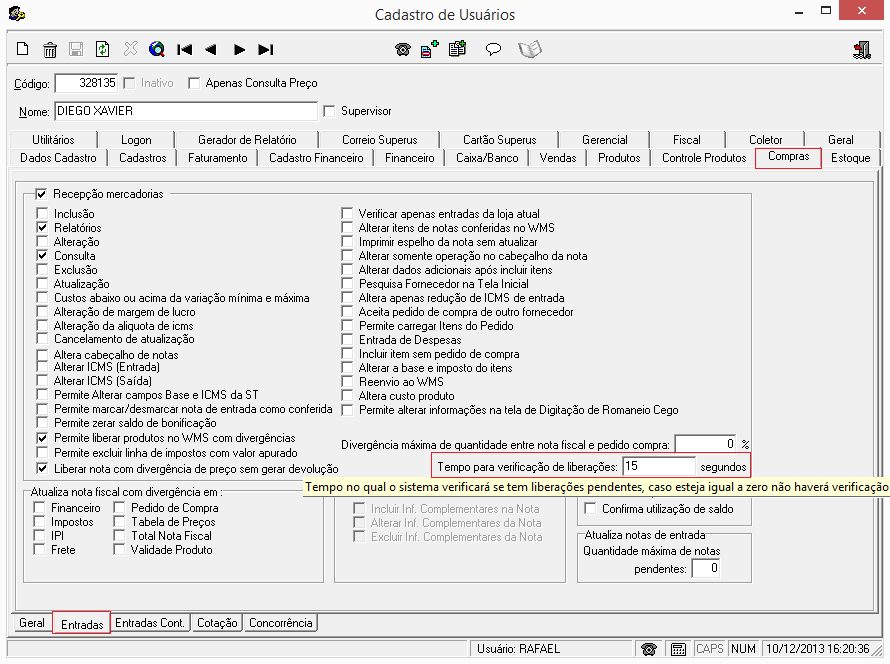 Cadastro de Usuários
Código: 328135 Inativo Apenas Consulta Preço
Nome: DIEGO XAVIER Supervisor
Utilitários Logon Gerador de Relatório Correio Superus Cartão Superus Gerencial Fiscal Coletor Geral
Dados Cadastro Cadastros Faturamento Cadastro Financeiro Financeiro Caixa/Banco Vendas Produtos Controle Produtos Compras Estoque
Recepção mercadorias
Inclusão
Relatórios
Alteração
Consulta
Exclusão
Atualização
Custos abaixo ou acima da variação mínima e máxima
Alteração de margem de lucro
Alteração da aliquota de icms
Cancelamento de atualização
Altera cabeçalho de notas
Alterar ICMS (Entrada)
Alterar ICMS (Saída)
Permite Alterar campos Base e ICMS da ST
Permite marcar/desmarcar nota de entrada como conferida
Permite zerar saldo de bonificação
Permite liberar produtos no WMS com divergências
Permite excluir linha de impostos com valor apurado
Liberar nota com divergência de preço sem gerar devolução
Verificar apenas entradas da loja atual
Alterar itens de notas conferidas no WMS
Imprimir espelho da nota sem atualizar
Alterar somente operação no cabeçalho da nota
Alterar dados adicionais após incluir itens
Pesquisa Fornecedor na Tela Inicial
Altera apenas redução de ICMS de entrada
Aceita pedido de compra de outro fornecedor
Permite carregar Itens do Pedido
Entrada de Despesas
Incluir item sem pedido de compra
Alterar a base e imposto do itens
Reenvio ao WMS
Altera custo produto
Permite alterar informações na tela de Digitação de Romaneio Cego
Divergência máxima de quantidade entre nota fiscal e pedido compra: 0 %
Tempo para verificação de liberações: 15 segundos
Tempo no qual o sistema verificará se tem liberações pendentes, caso esteja igual a zero não haverá verificação
Atualiza nota fiscal com divergência em :
Financeiro Pedido de Compra
Impostos Tabela de Preços
IPI Total Nota Fiscal
Frete Validade Produto
Incluir Inf. Complementares na Nota
Alterar Inf. Complementares da Nota
Excluir Inf. Complementares da Nota
Confirma utilização de saldo
Atualiza notas de entrada
Quantidade máxima de notas
pendentes: 0
Geral Entradas Entradas Cont. Cotação Concorrência
Usuário: RAFAEL CAPS NUM 10/12/2013 16:20:36